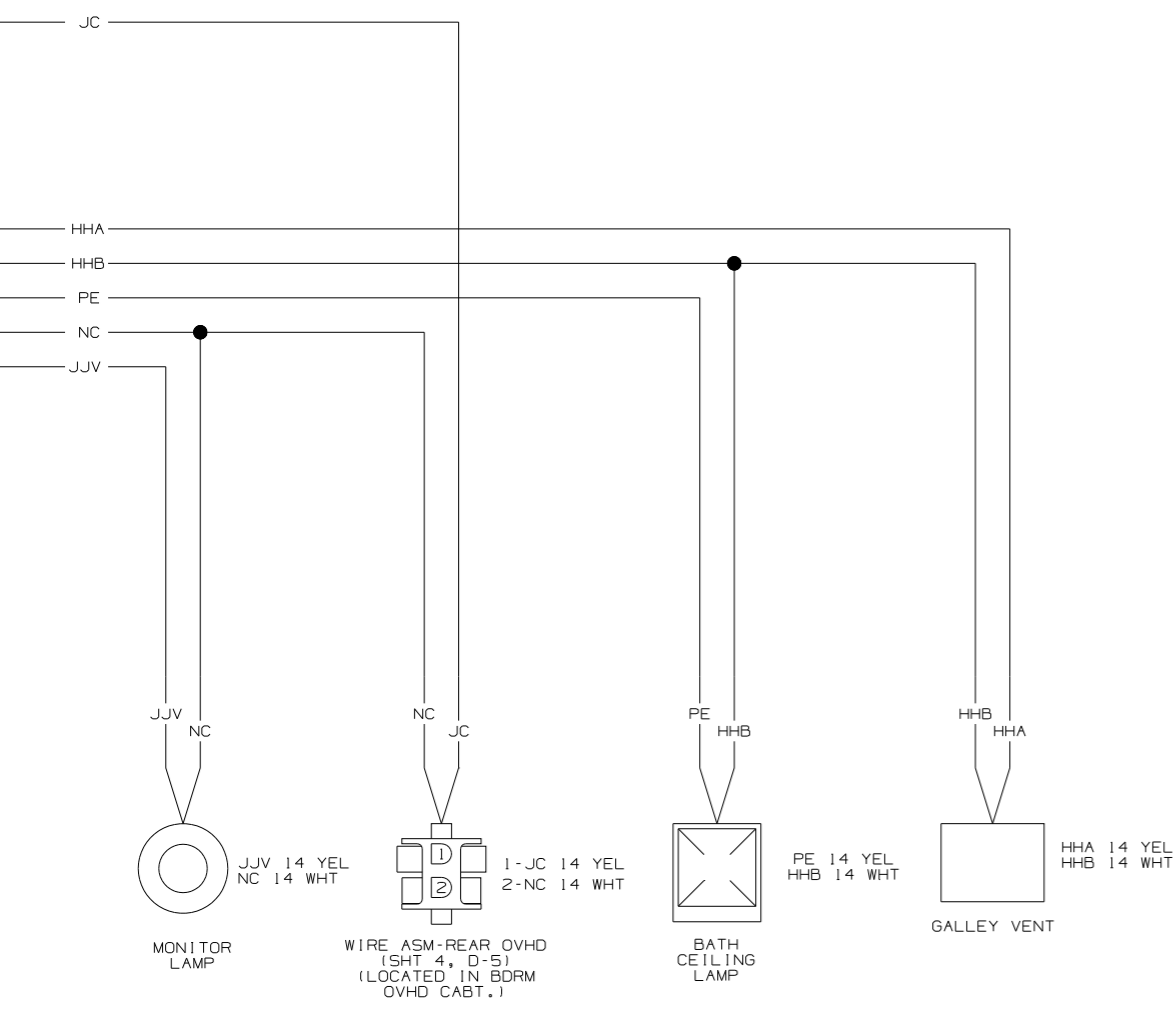 JC
HHA
HHB
PE
NC
JJV
JJV
NC
NC
JC
PE
HHB
HHB
HHA
JJV 14 YEL
NC 14 WHT
MONITOR
LAMP
1
2
1-JC 14 YEL
2-NC 14 WHT
WIRE ASM-REAR OVHD
(SHT 4, D-5)
(LOCATED IN BDRM
OVHD CABT.)
PE 14 YEL
HHB 14 WHT
BATH
CEILING
LAMP
HHA 14 YEL
HHB 14 WHT
GALLEY VENT